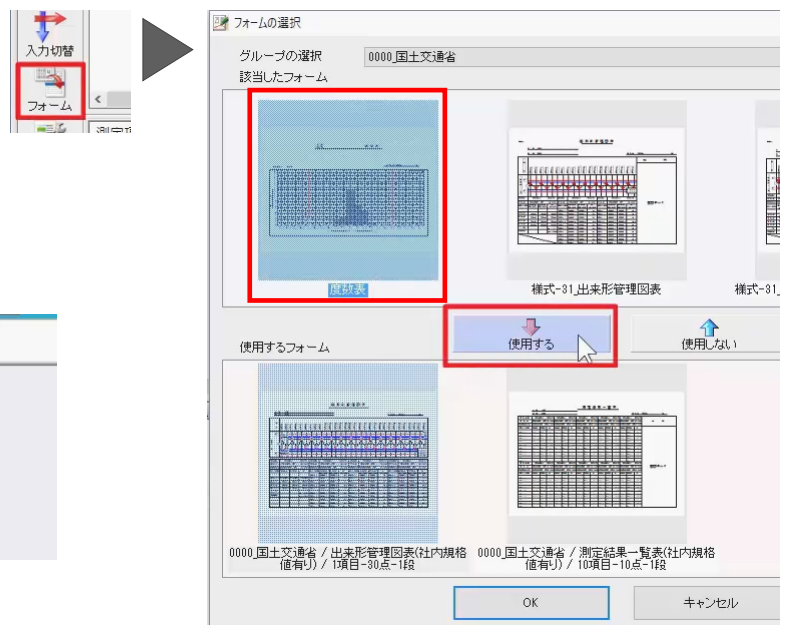 入力切替
フォーム
フォームの選択
グループの選択
0000_国土交通省
該当したフォーム
度数表
様式-31_出来形管理図表
様式-31_
使用する
使用しない
使用するフォーム
0000_国土交通省 / 出来形管理図表(社内規格
値有り) / 1項目-30点-1段
0000_国土交通省 / 測定結果一覧表(社内規格
値有り) / 10項目-10点-1段
OK
キャンセル